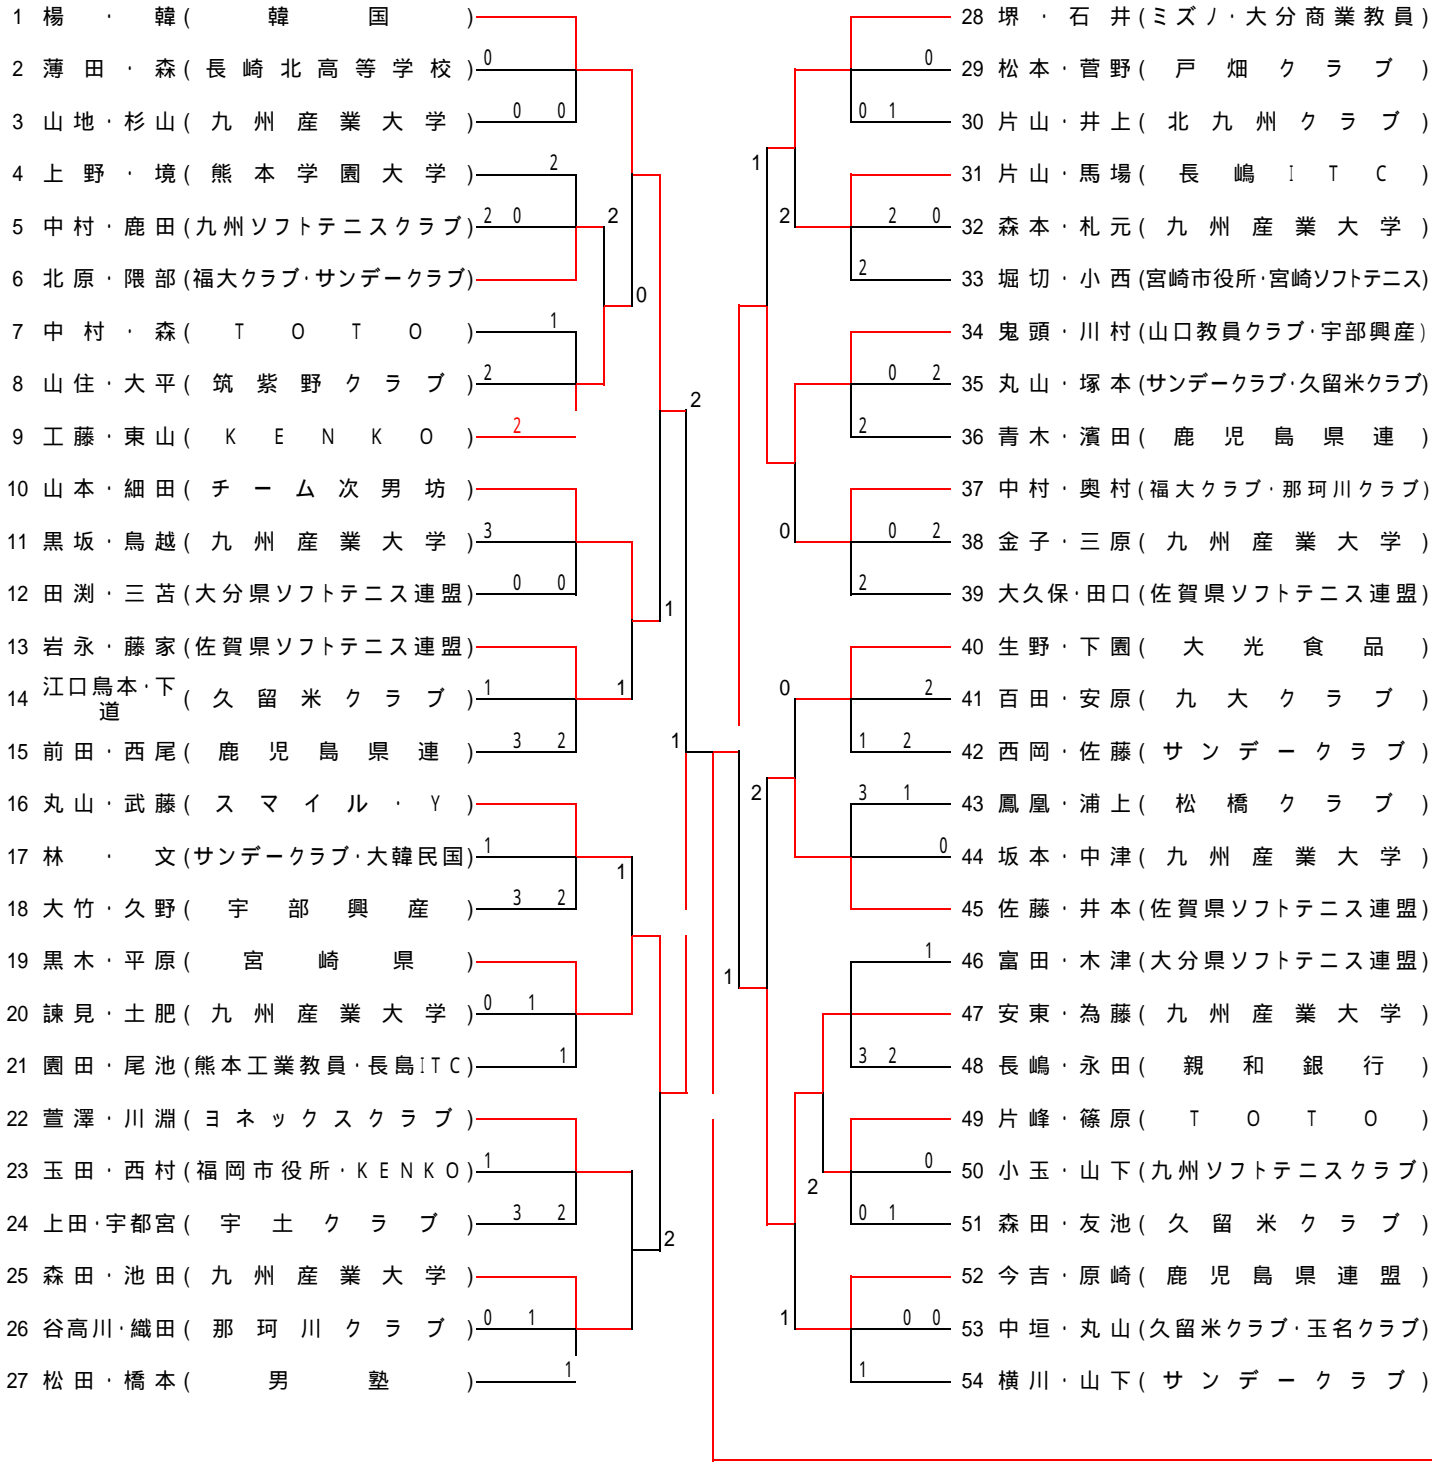 1 楊・韓(韓国)
2 薄田・森(長崎北高等学校) 0
3 山地・杉山(九州産業大学) 0 0
4 上野・境(熊本学園大学) 2
5 中村・鹿田(九州ソフトテニスクラブ) 2 0 2
6 北原・隈部(福大クラブ・サンデークラブ) 0
7 中村・森(TOTO) 1
8 山住・大平(筑紫野クラブ) 2
2
9 工藤・東山(KENKO) 2
10 山本・細田(チーム次男坊)
11 黒坂・鳥越(九州産業大学) 3
12 田渕・三苫(大分県ソフトテニス連盟) 0 0
1
13 岩永・藤家(佐賀県ソフトテニス連盟)
14 江口鳥本・下道(久留米クラブ) 1 1
15 前田・西尾(鹿児島県連) 3 2
1
16 丸山・武藤(スマイル・Y)
17 林・文(サンデークラブ・大韓民国) 1 1
18 大竹・久野(宇部興産) 3 2
19 黒木・平原(宮崎県)
20 諫見・土肥(九州産業大学) 0 1
21 園田・尾池(熊本工業教員・長島ITC) 1
22 萱澤・川淵(ヨネックスクラブ)
23 玉田・西村(福岡市役所・KENKO) 1
24 上田・宇都宮(宇土クラブ) 3 2
2
25 森田・池田(九州産業大学)
26 谷高川・織田(那珂川クラブ) 0 1
27 松田・橋本(男塾) 1
28 堺・石井(ミズノ・大分商業教員)
0 29 松本・菅野(戸畑クラブ)
0 1 30 片山・井上(北九州クラブ)
1
31 片山・馬場(長嶋ITC)
2 2 0 32 森本・札元(九州産業大学)
2 33 堀切・小西(宮崎市役所・宮崎ソフトテニス)
34 鬼頭・川村(山口教員クラブ・宇部興産)
0 2 35 丸山・塚本(サンデークラブ・久留米クラブ)
2 36 青木・濱田(鹿児島県連)
37 中村・奥村(福大クラブ・那珂川クラブ)
0 0 2 38 金子・三原(九州産業大学)
2 39 大久保・田口(佐賀県ソフトテニス連盟)
40 生野・下園(大光食品)
0 2 41 百田・安原(九大クラブ)
1 2 42 西岡・佐藤(サンデークラブ)
2 3 1 43 鳳凰・浦上(松橋クラブ)
0 44 坂本・中津(九州産業大学)
45 佐藤・井本(佐賀県ソフトテニス連盟)
1 46 富田・木津(大分県ソフトテニス連盟)
1
47 安東・為藤(九州産業大学)
3 2 48 長嶋・永田(親和銀行)
49 片峰・篠原(TOTO)
2 0 50 小玉・山下(九州ソフトテニスクラブ)
0 1 51 森田・友池(久留米クラブ)
52 今吉・原崎(鹿児島県連盟)
1 0 0 53 中垣・丸山(久留米クラブ・玉名クラブ)
1 54 横川・山下(サンデークラブ)